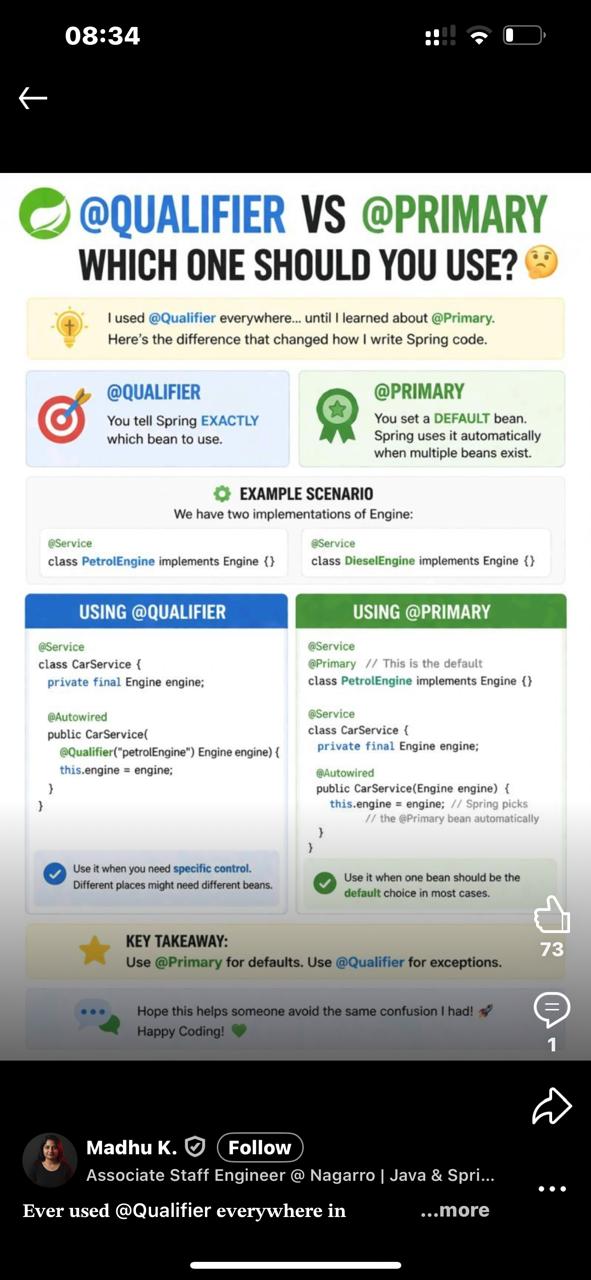 08:34
@QUALIFIER VS @PRIMARY
WHICH ONE SHOULD YOU USE? 🤔
I used @Qualifier everywhere... until I learned about @Primary.
Here's the difference that changed how I write Spring code.
@QUALIFIER
You tell Spring EXACTLY
which bean to use.
@PRIMARY
You set a DEFAULT bean.
Spring uses it automatically
when multiple beans exist.
EXAMPLE SCENARIO
We have two implementations of Engine:
@Service
class PetrolEngine implements Engine {}
@Service
class DieselEngine implements Engine {}
USING @QUALIFIER
@Service
class CarService {
private final Engine engine;
@Autowired
public CarService(
@Qualifier("petrolEngine") Engine engine) {
this.engine = engine;
}
}
Use it when you need specific control.
Different places might need different beans.
USING @PRIMARY
@Service
@Primary // This is the default
class PetrolEngine implements Engine {}
@Service
class CarService {
private final Engine engine;
@Autowired
public CarService(Engine engine) {
this.engine = engine; // Spring picks
// the @Primary bean automatically
}
}
Use it when one bean should be the
default choice in most cases.
KEY TAKEAWAY:
Use @Primary for defaults. Use @Qualifier for exceptions.
Hope this helps someone avoid the same confusion I had! 🚀
Happy Coding! 💚
73
1
Madhu K. Follow
Associate Staff Engineer @ Nagarro | Java & Spri...
Ever used @Qualifier everywhere in ...more